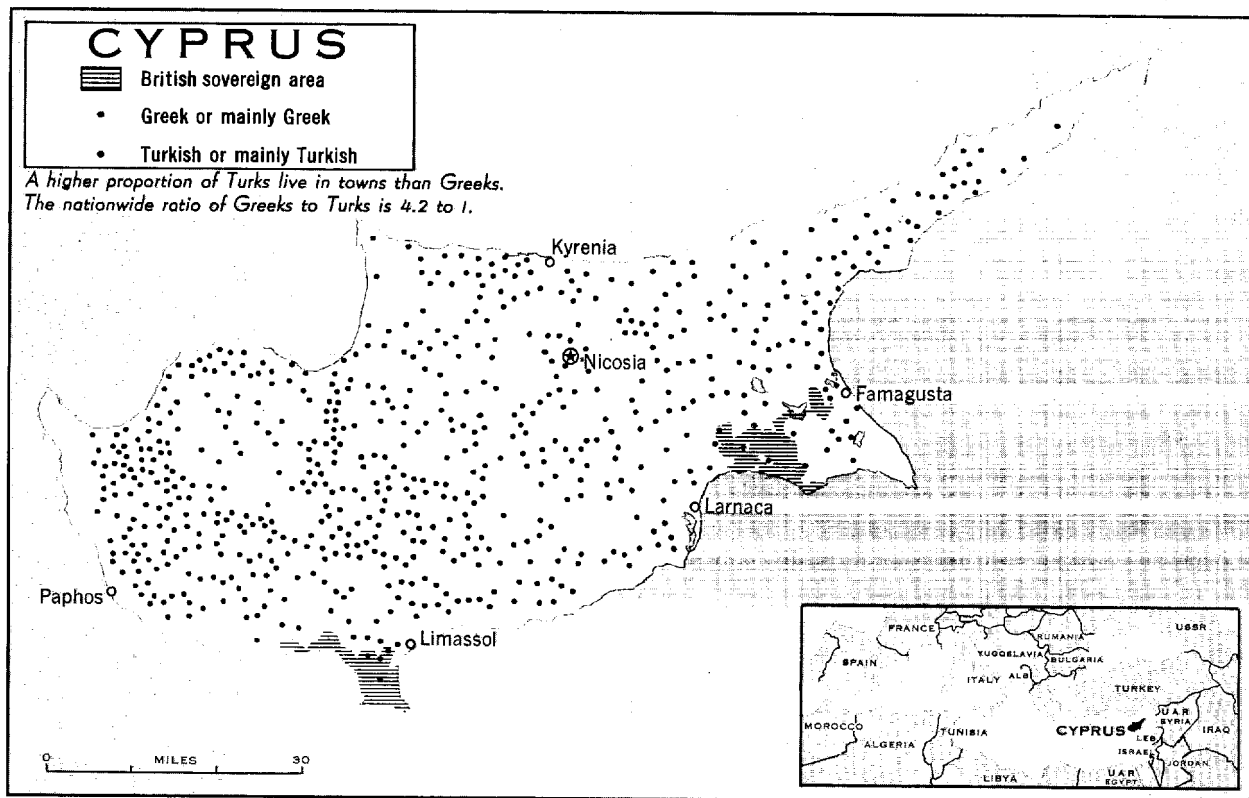 CYPRUS
British sovereign area
Greek or mainly Greek
Turkish or mainly Turkish
A higher proportion of Turks live in towns than Greeks.
The nationwide ratio of Greeks to Turks is 4.2 to 1.
Kyrenia
Nicosia
Famagusta
Larnaca
Paphos
Limassol
0 MILES 30
FRANCE
RUMANIA
USSR
SPAIN
YUGOSLAVIA
BULGARIA
ITALY
ALB
TURKEY
MOROCCO
ALGERIA
TUNISIA
CYPRUS
U.A.R.
SYRIA
LEB
IRAQ
ISRAEL
JORDAN
LIBYA
UAR
EGYPT